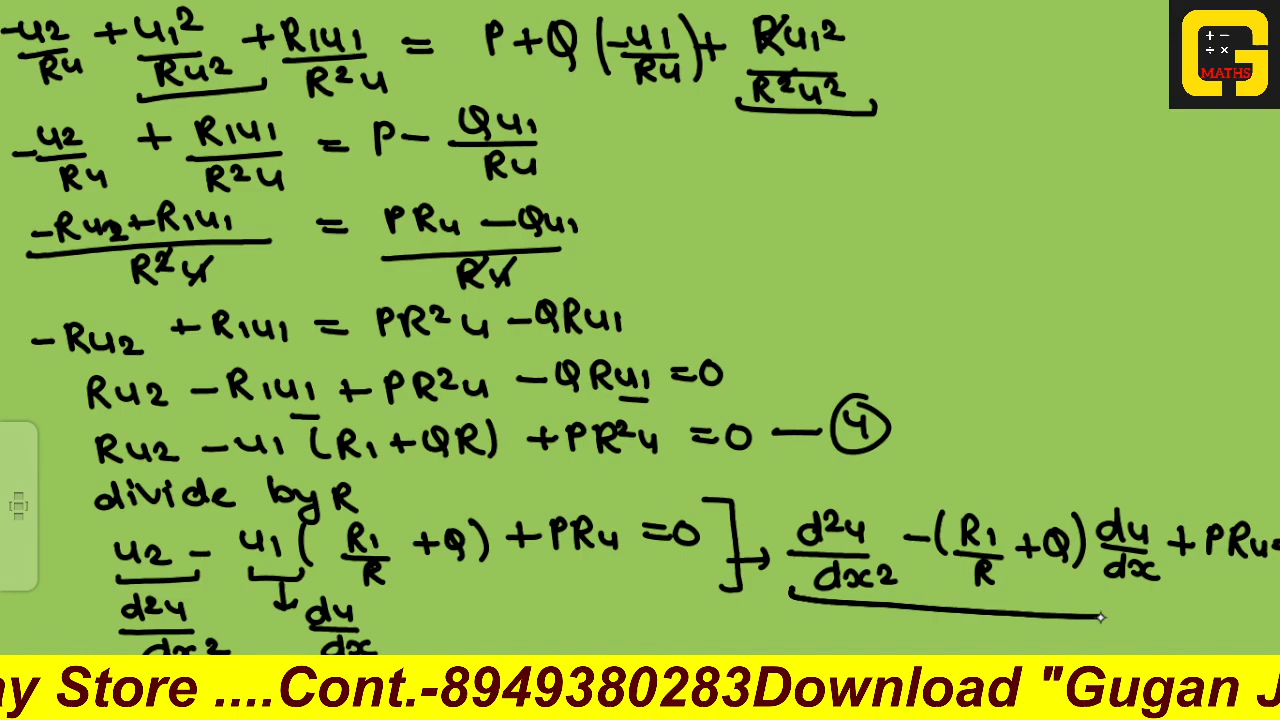 -u2/Ru + u1²/Ru² + R1u1/R²u = P + Q(-u1/Ru) + Ru1²/R²u²
-u2/Ru + R1u1/R²u = P - Qu1/Ru
-Ru2+R1u1/R²u = PRu - Qu1/Ru
-Ru2 + R1u1 = PR²u - QRu1
Ru2 - R1u1 + PR²u - QRu1 = 0
Ru2 - u1 (R1 + QR) + PR²u = 0 — 4
divide by R
u2 - u1 ( R1/R + Q) + PRu = 0 ] → d²u/dx² - (R1/R + Q) du/dx + PRu=
d²u/dx² ↓ du/dx
+ -
÷ ×
MATHS
ay Store ....Cont.-8949380283Download "Gugan J